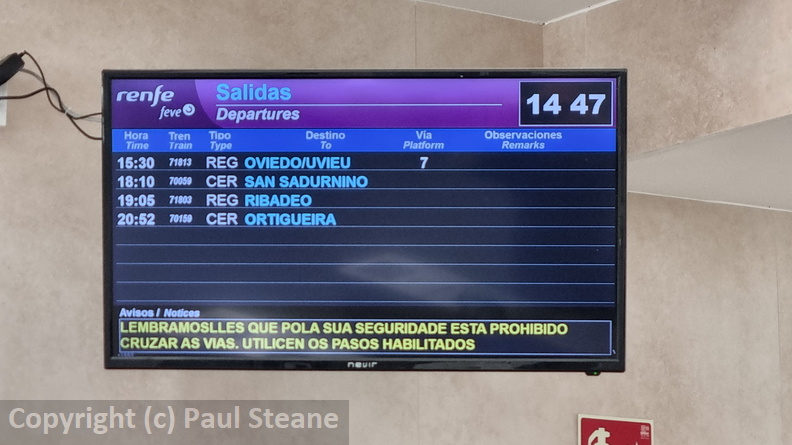 renfe
feve
Salidas
Departures
14 47
Hora Tren Tipo Destino Vía Observaciones
Time Train Type To Platform Remarks
15:30 71813 REG OVIEDO/UVIEU 7
18:10 70059 CER SAN SADURNINO
19:05 71803 REG RIBADEO
20:52 70159 CER ORTIGUEIRA
Avisos / Notices
LEMBRAMOSLLES QUE POLA SUA SEGURIDADE ESTA PROHIBIDO
CRUZAR AS VIAS. UTILICEN OS PASOS HABILITADOS
nevir
Copyright (c) Paul Steane